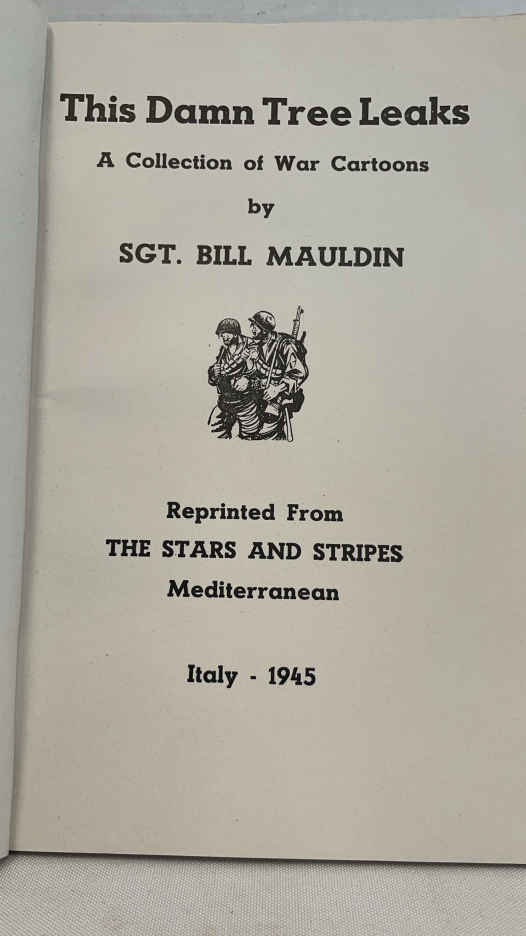 This Damn Tree Leaks
A Collection of War Cartoons
by
SGT. BILL MAULDIN
Reprinted From
THE STARS AND STRIPES
Mediterranean
Italy - 1945